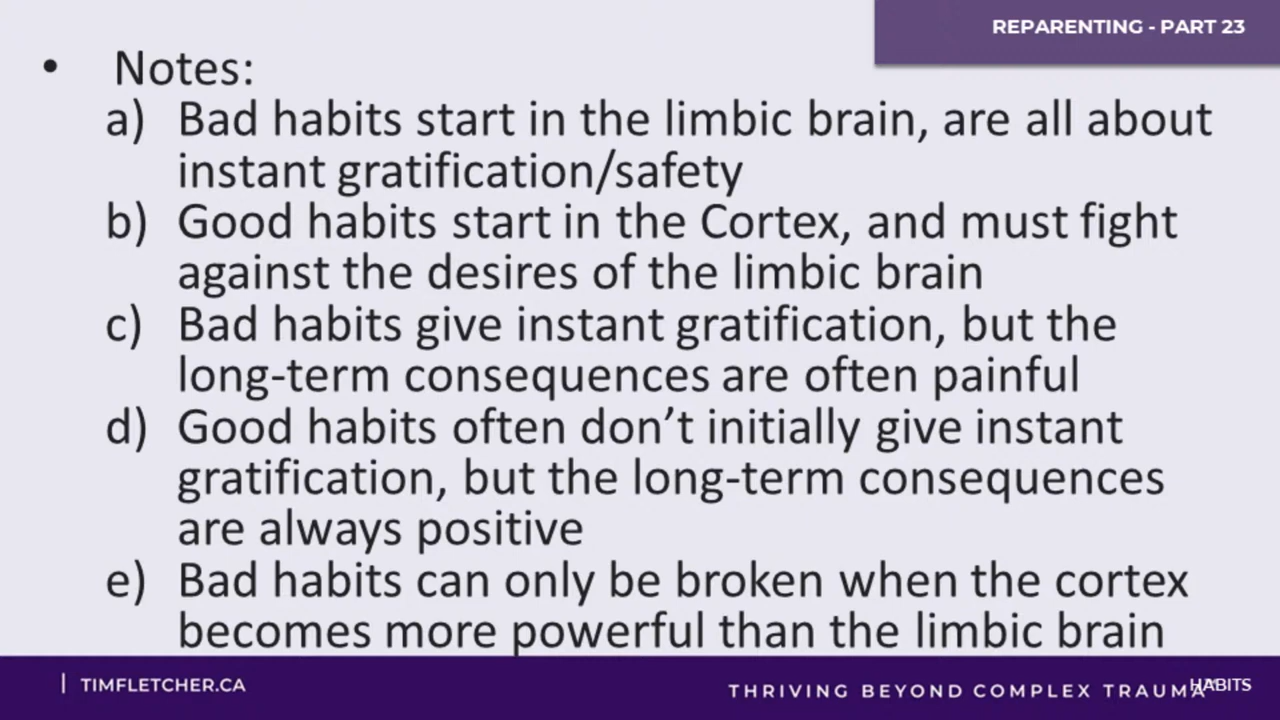 REPARENTING - PART 23
• Notes:
a) Bad habits start in the limbic brain, are all about
instant gratification/safety
b) Good habits start in the Cortex, and must fight
against the desires of the limbic brain
c) Bad habits give instant gratification, but the
long-term consequences are often painful
d) Good habits often don’t initially give instant
gratification, but the long-term consequences
are always positive
e) Bad habits can only be broken when the cortex
becomes more powerful than the limbic brain
| TIMFLETCHER.CA
THRIVING BEYOND COMPLEX TRAUMA
HABITS